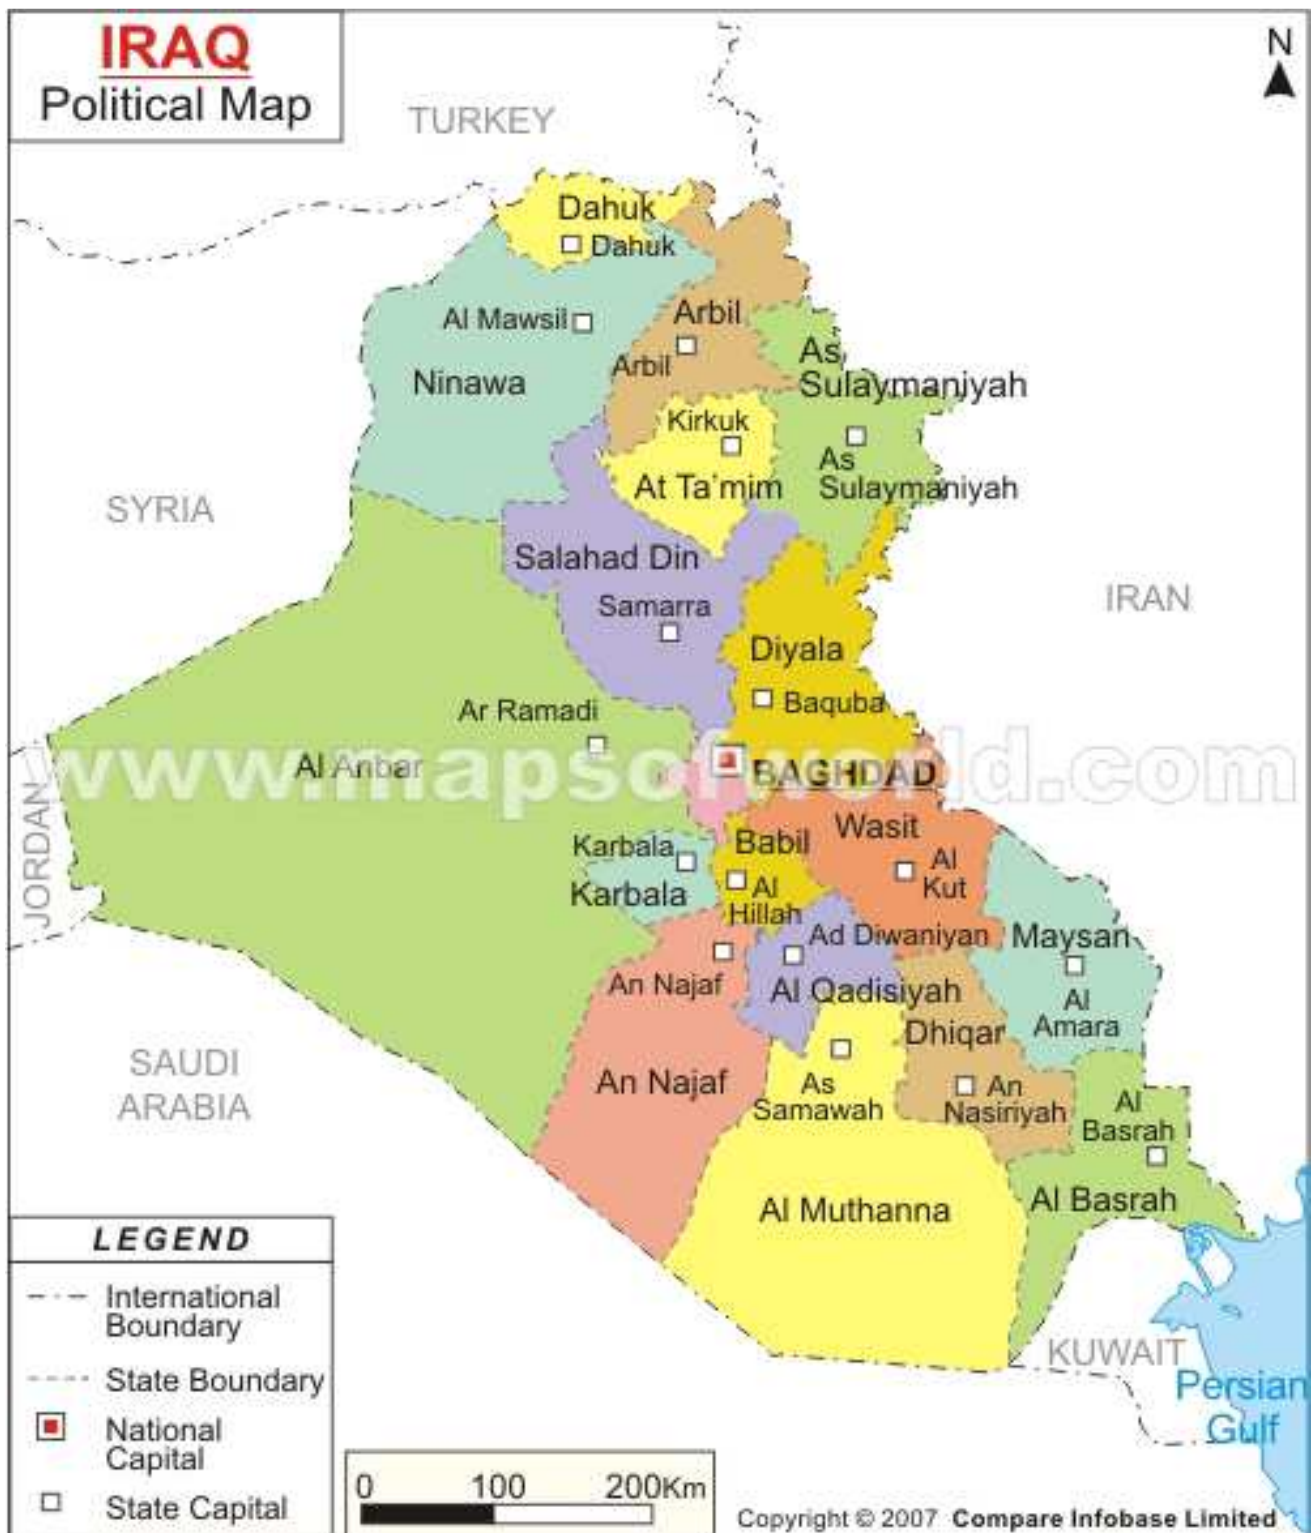 IRAQ
Political Map
N
TURKEY
Dahuk
Dahuk
Al Mawsil
Arbil
Arbil
As
Sulaymaniyah
Ninawa
Kirkuk
As
Sulaymaniyah
At Ta'mim
SYRIA
Salahad Din
Samarra
IRAN
Diyala
Baquba
Ar Ramadi
Al Anbar
www.mapsofworld.com
BAGHDAD
JORDAN
Wasit
Babil
Karbala
Karbala
Al
Kut
Al
Hillah
Ad Diwaniyan
Maysan
An Najaf
Al Qadisiyah
Al
Amara
Dhiqar
SAUDI
ARABIA
An Najaf
As
Samawah
An
Nasiriyah
Al
Basrah
Al Muthanna
Al Basrah
LEGEND
International
Boundary
State Boundary
National
Capital
State Capital
KUWAIT
Persian
Gulf
0 100 200Km
Copyright © 2007 Compare Infobase Limited